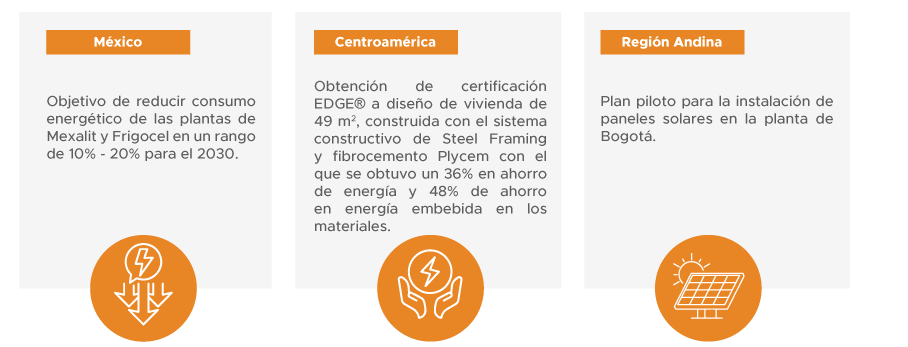 México
Objetivo de reducir consumo
energético de las plantas de
Mexalit y Frigocel en un rango
de 10% - 20% para el 2030.
Centroamérica
Obtención de certificación
EDGE® a diseño de vivienda de
49 m², construida con el sistema
constructivo de Steel Framing
y fibrocemento Plycem con el
que se obtuvo un 36% en ahorro
de energía y 48% de ahorro
en energía embebida en los
materiales.
Región Andina
Plan piloto para la instalación de
paneles solares en la planta de
Bogotá.